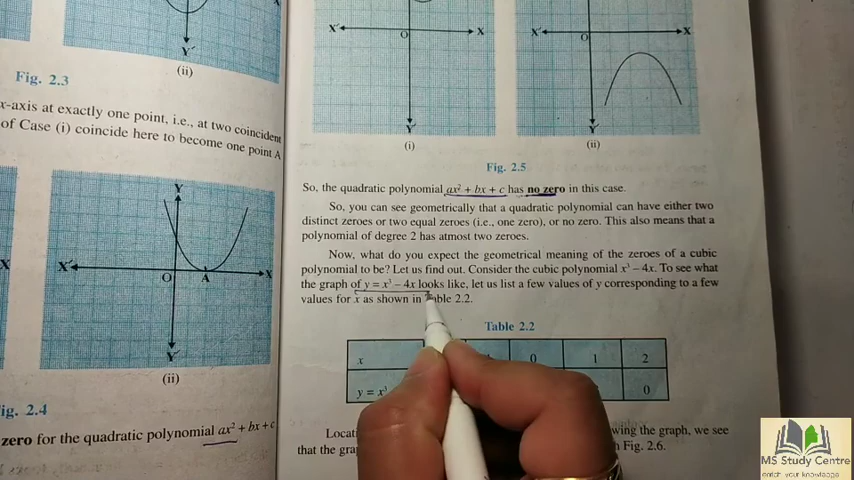 Y'
(ii)
Fig. 2.3
x-axis at exactly one point, i.e., at two coincident
of Case (i) coincide here to become one point A
Y
X'
O
A
X
Y'
(ii)
ig. 2.4
zero for the quadratic polynomial ax² + bx + c
X'
O
X
Y'
(i)
X'
O
X
Y'
(ii)
Fig. 2.5
So, the quadratic polynomial ax² + bx + c has no zero in this case.
So, you can see geometrically that a quadratic polynomial can have either two
distinct zeroes or two equal zeroes (i.e., one zero), or no zero. This also means that a
polynomial of degree 2 has atmost two zeroes.
Now, what do you expect the geometrical meaning of the zeroes of a cubic
polynomial to be? Let us find out. Consider the cubic polynomial x³ – 4x. To see what
the graph of y = x³ – 4x looks like, let us list a few values of y corresponding to a few
values for x as shown in Table 2.2.
Table 2.2
x 0 1 2
y = x³ 0
Locati wing the graph, we see
that the gra Fig. 2.6.
MS Study Centre
enrich your knowledge